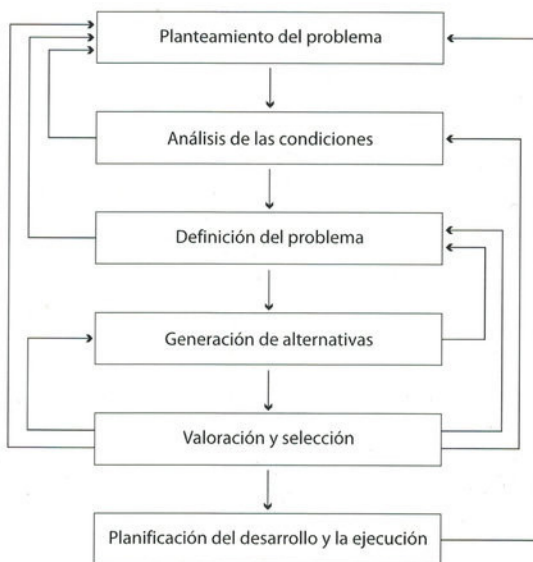 Planteamiento del problema
Análisis de las condiciones
Definición del problema
Generación de alternativas
Valoración y selección
Planificación del desarrollo y la ejecución